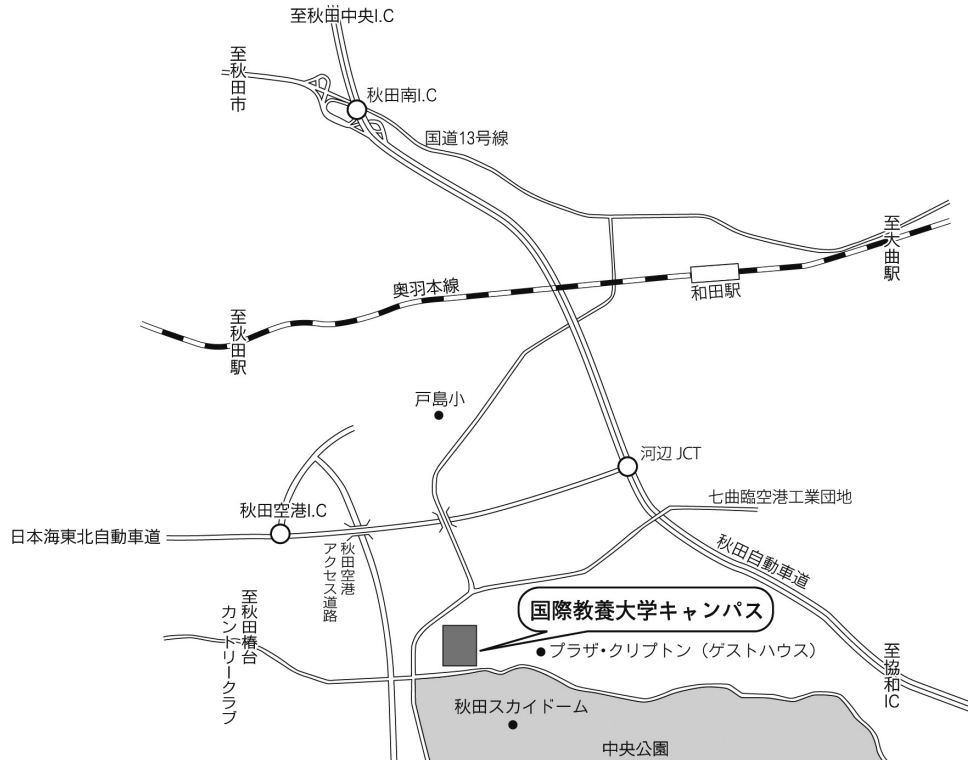 至秋田中央I.C
至秋田市
秋田南I.C
国道13号線
至大曲駅
奥羽本線
和田駅
至秋田駅
戸島小
河辺 JCT
七曲臨空港工業団地
秋田空港I.C
日本海東北自動車道
秋田空港
アクセス道路
秋田自動車道
至秋田椿台
カントリークラブ
国際教養大学キャンパス
プラザ・クリプトン（ゲストハウス）
至協和IC
秋田スカイドーム
中央公園